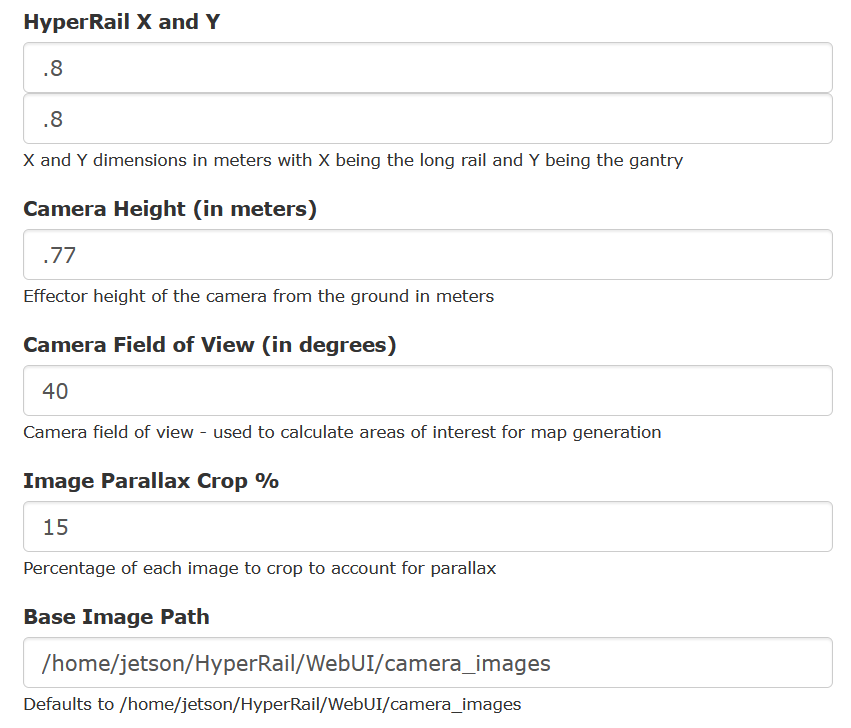 HyperRail X and Y
.8
.8
X and Y dimensions in meters with X being the long rail and Y being the gantry
Camera Height (in meters)
.77
Effector height of the camera from the ground in meters
Camera Field of View (in degrees)
40
Camera field of view - used to calculate areas of interest for map generation
Image Parallax Crop %
15
Percentage of each image to crop to account for parallax
Base Image Path
/home/jetson/HyperRail/WebUI/camera_images
Defaults to /home/jetson/HyperRail/WebUI/camera_images